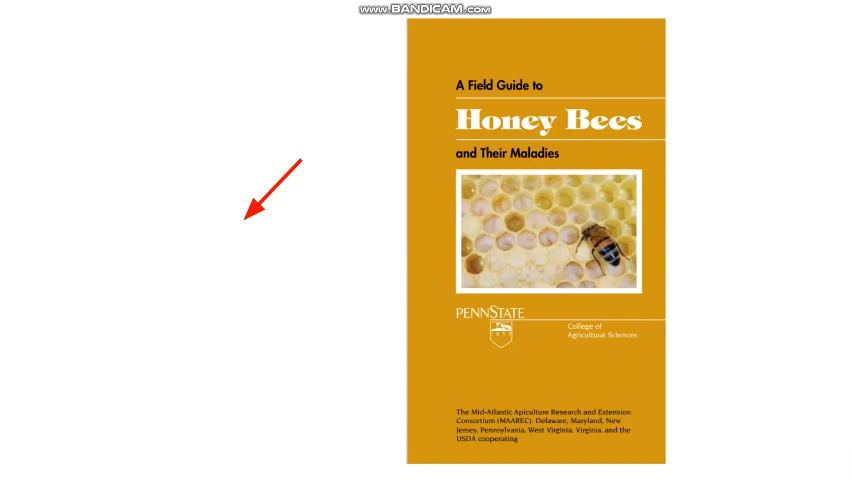 www.BANDICAM.com
A Field Guide to
Honey Bees
and Their Maladies
PENNSTATE
1855
College of
Agricultural Sciences
The Mid-Atlantic Apiculture Research and Extension
Consortium (MAAREC): Delaware, Maryland, New
Jersey, Pennsylvania, West Virginia, Virginia, and the
USDA cooperating